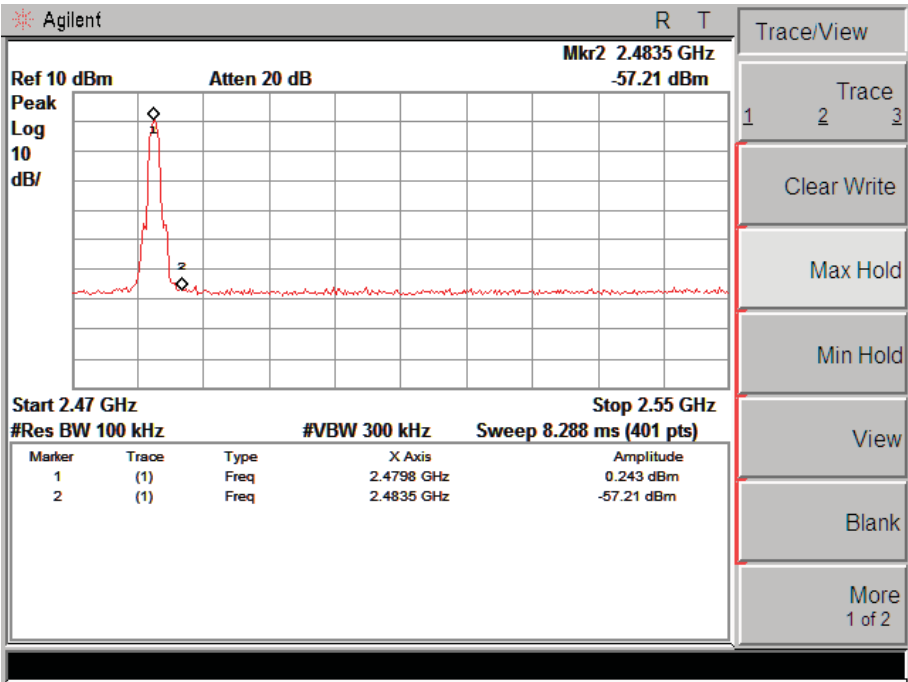 Agilent R T
Mkr2 2.4835 GHz
Ref 10 dBm Atten 20 dB -57.21 dBm
Peak
Log
10
dB/
1
2
Start 2.47 GHz Stop 2.55 GHz
#Res BW 100 kHz #VBW 300 kHz Sweep 8.288 ms (401 pts)
Marker Trace Type X Axis Amplitude
1 (1) Freq 2.4798 GHz 0.243 dBm
2 (1) Freq 2.4835 GHz -57.21 dBm
Trace/View
Trace
1 2 3
Clear Write
Max Hold
Min Hold
View
Blank
More
1 of 2